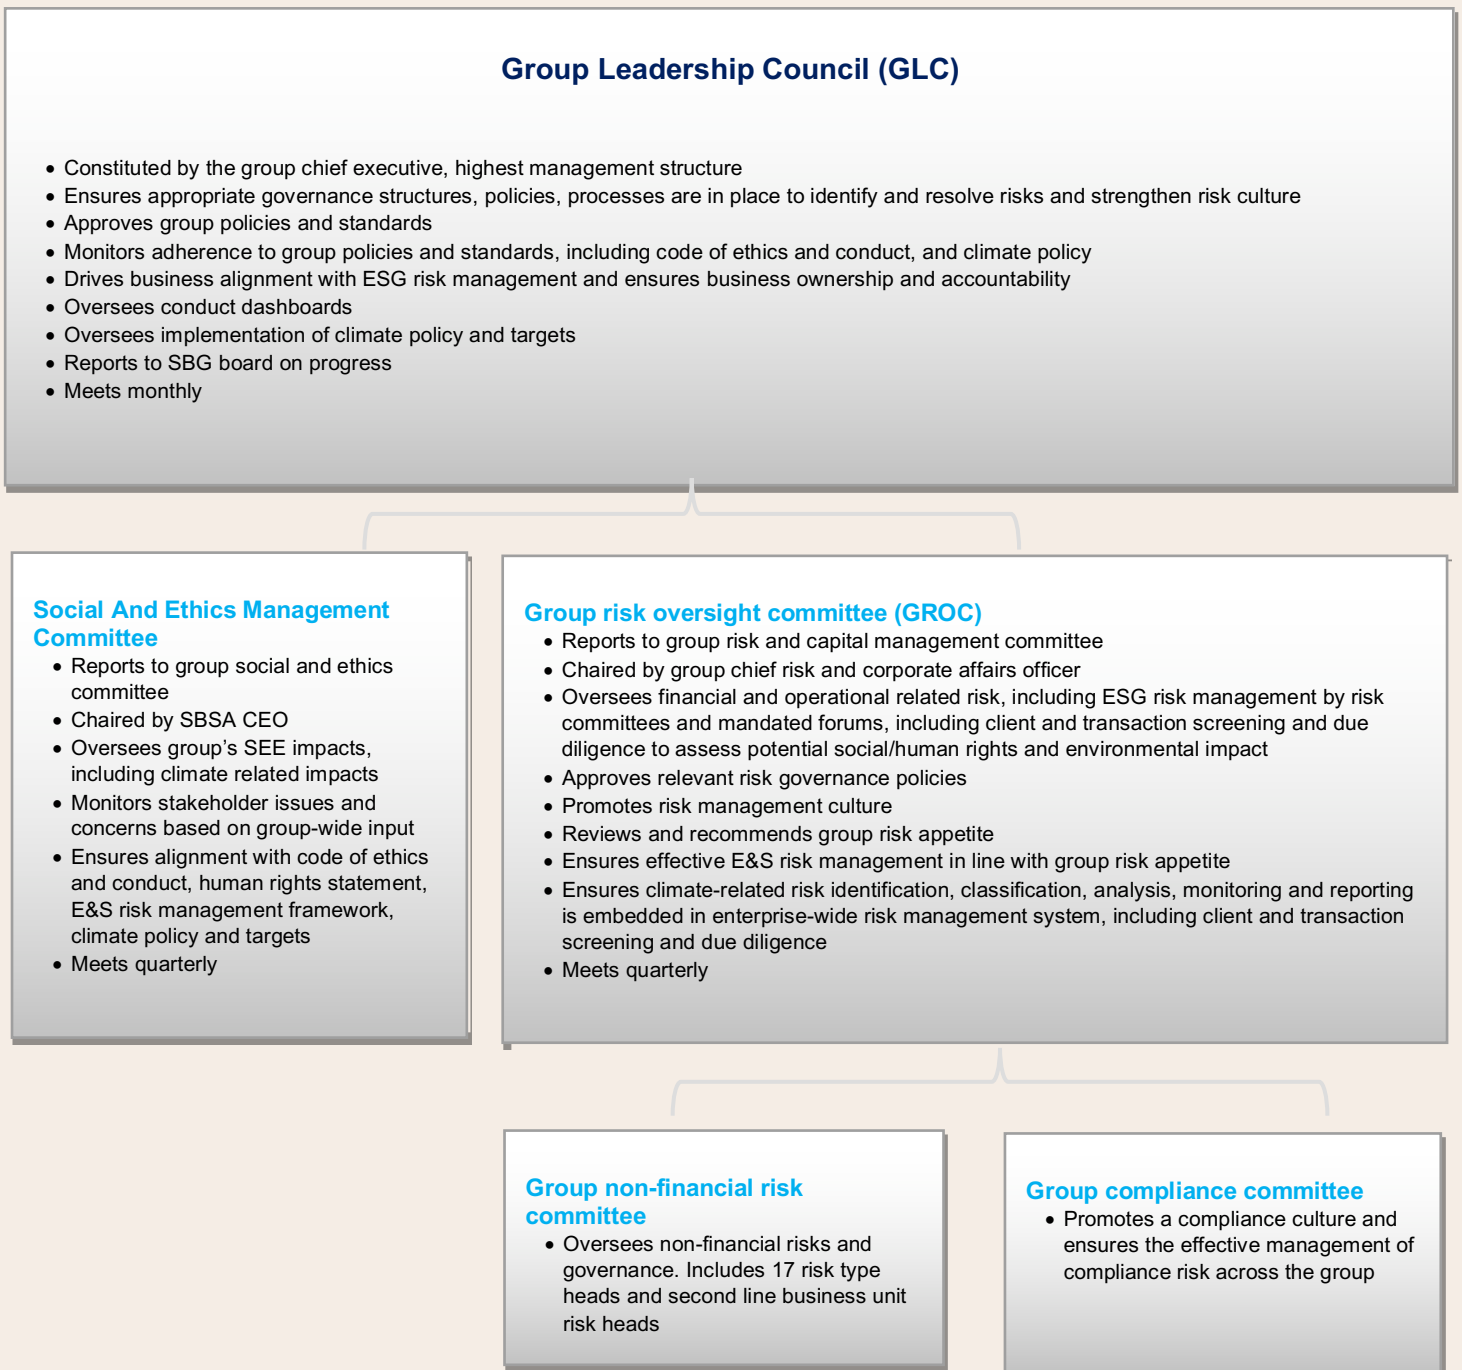 Group Leadership Council (GLC)
• Constituted by the group chief executive, highest management structure
• Ensures appropriate governance structures, policies, processes are in place to identify and resolve risks and strengthen risk culture
• Approves group policies and standards
• Monitors adherence to group policies and standards, including code of ethics and conduct, and climate policy
• Drives business alignment with ESG risk management and ensures business ownership and accountability
• Oversees conduct dashboards
• Oversees implementation of climate policy and targets
• Reports to SBG board on progress
• Meets monthly
Social And Ethics Management
Committee
• Reports to group social and ethics
committee
• Chaired by SBSA CEO
• Oversees group’s SEE impacts,
including climate related impacts
• Monitors stakeholder issues and
concerns based on group-wide input
• Ensures alignment with code of ethics
and conduct, human rights statement,
E&S risk management framework,
climate policy and targets
• Meets quarterly
Group risk oversight committee (GROC)
• Reports to group risk and capital management committee
• Chaired by group chief risk and corporate affairs officer
• Oversees financial and operational related risk, including ESG risk management by risk
committees and mandated forums, including client and transaction screening and due
diligence to assess potential social/human rights and environmental impact
• Approves relevant risk governance policies
• Promotes risk management culture
• Reviews and recommends group risk appetite
• Ensures effective E&S risk management in line with group risk appetite
• Ensures climate-related risk identification, classification, analysis, monitoring and reporting
is embedded in enterprise-wide risk management system, including client and transaction
screening and due diligence
• Meets quarterly
Group non-financial risk
committee
• Oversees non-financial risks and
governance. Includes 17 risk type
heads and second line business unit
risk heads
Group compliance committee
• Promotes a compliance culture and
ensures the effective management of
compliance risk across the group